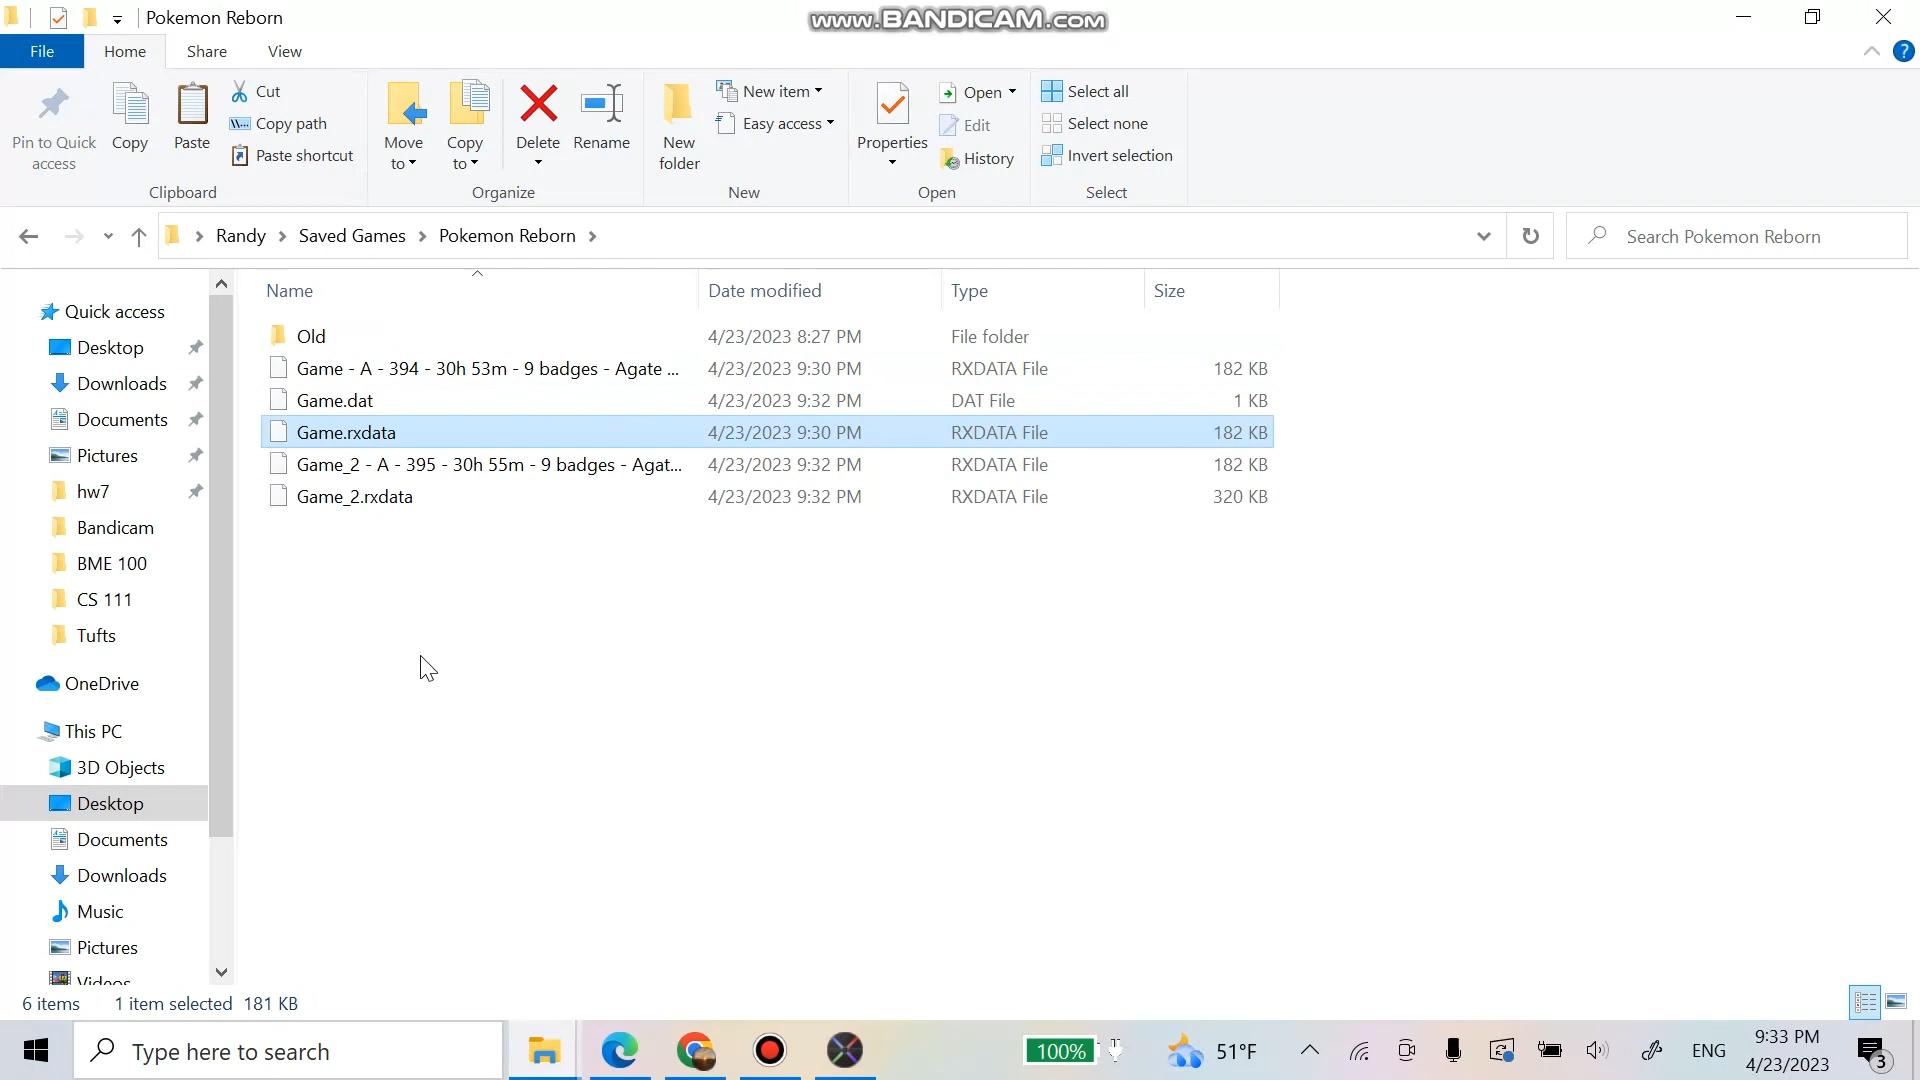 Pokemon Reborn
www.BANDICAM.com
File Home Share View
?
Pin to Quick access
Copy
Paste
Cut
Copy path
Paste shortcut
Clipboard
Move to
Copy to
Delete
Rename
Organize
New folder
New item
Easy access
New
Properties
Open
Edit
History
Open
Select all
Select none
Invert selection
Select
Randy > Saved Games > Pokemon Reborn >
Search Pokemon Reborn
Name Date modified Type Size
Old 4/23/2023 8:27 PM File folder
Game - A - 394 - 30h 53m - 9 badges - Agate ... 4/23/2023 9:30 PM RXDATA File 182 KB
Game.dat 4/23/2023 9:32 PM DAT File 1 KB
Game.rxdata 4/23/2023 9:30 PM RXDATA File 182 KB
Game_2 - A - 395 - 30h 55m - 9 badges - Agat... 4/23/2023 9:32 PM RXDATA File 182 KB
Game_2.rxdata 4/23/2023 9:32 PM RXDATA File 320 KB
Quick access
Desktop
Downloads
Documents
Pictures
hw7
Bandicam
BME 100
CS 111
Tufts
OneDrive
This PC
3D Objects
Desktop
Documents
Downloads
Music
Pictures
Videos
6 items 1 item selected 181 KB
Type here to search
100%
51°F
ENG
9:33 PM
4/23/2023
3